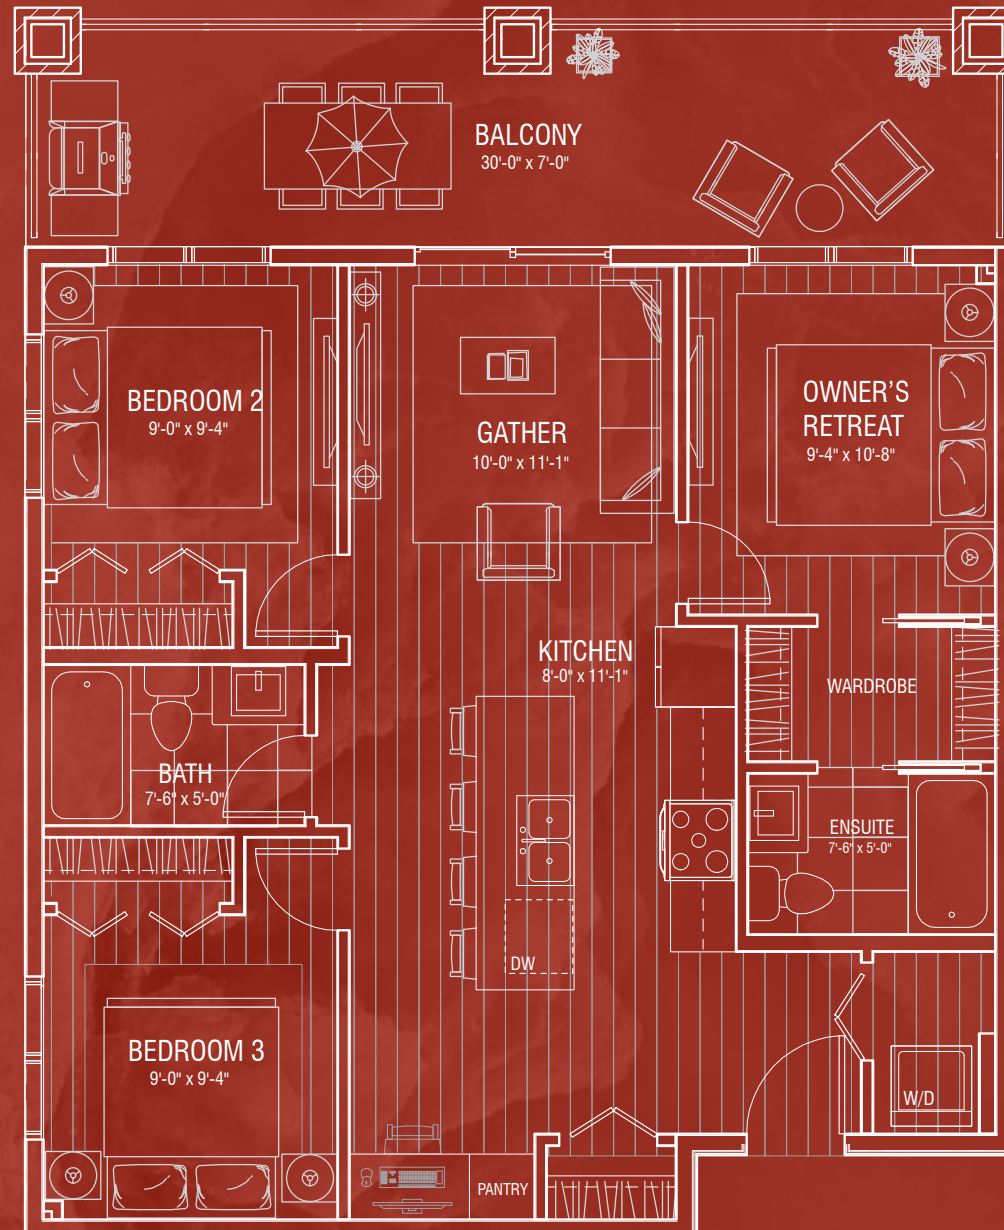 BALCONY
30'-0" x 7'-0"
BEDROOM 2
9'-0" x 9'-4"
GATHER
10'-0" x 11'-1"
OWNER'S
RETREAT
9'-4" x 10'-8"
KITCHEN
8'-0" x 11'-1"
WARDROBE
BATH
7'-6" x 5'-0"
ENSUITE
7'-6" x 5'-0"
DW
BEDROOM 3
9'-0" x 9'-4"
W/D
PANTRY